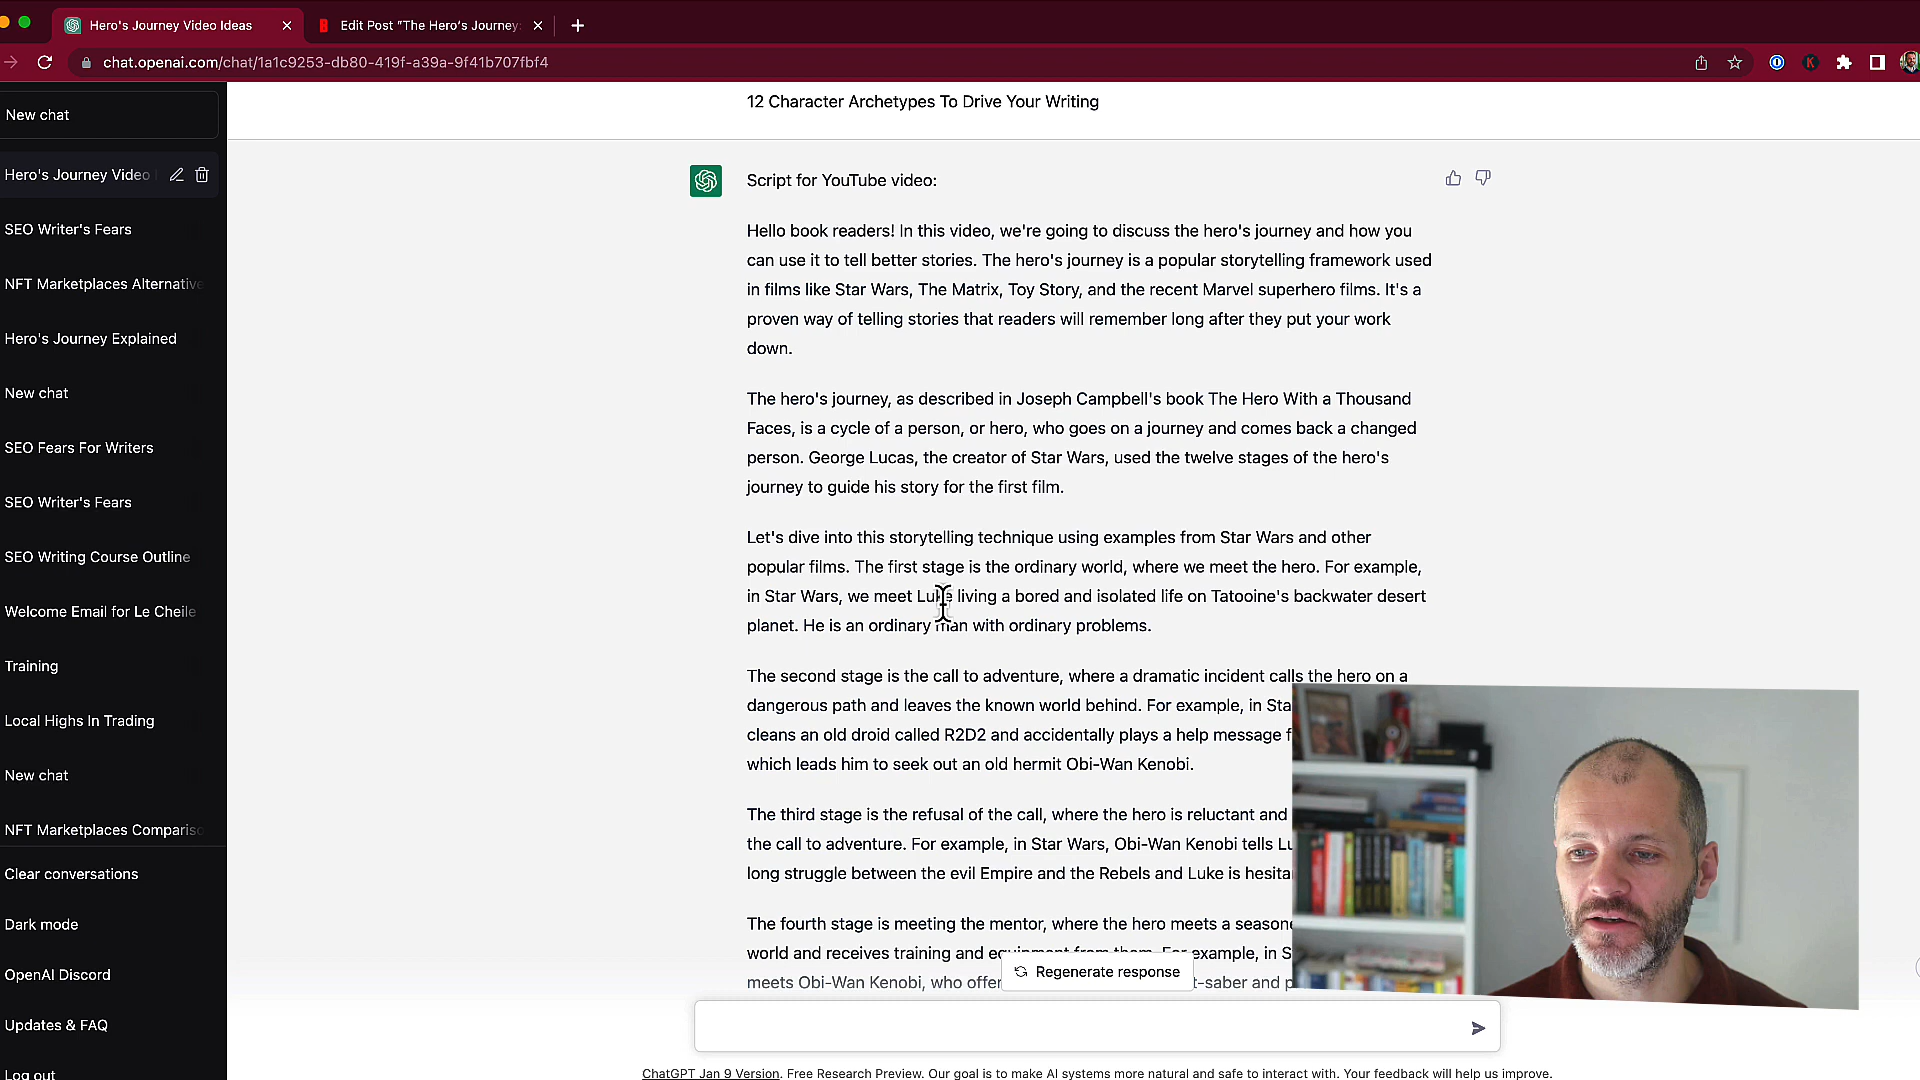 Hero's Journey Video Ideas
Edit Post "The Hero's Journey:
chat.openai.com/chat/1a1c9253-db80-419f-a39a-9f41b707fbf4
New chat
Hero's Journey Video
SEO Writer's Fears
NFT Marketplaces Alternative
Hero's Journey Explained
New chat
SEO Fears For Writers
SEO Writer's Fears
SEO Writing Course Outline
Welcome Email for Le Cheile
Training
Local Highs In Trading
New chat
NFT Marketplaces Comparis
Clear conversations
Dark mode
OpenAI Discord
Updates & FAQ
Log out
12 Character Archetypes To Drive Your Writing
Script for YouTube video:
Hello book readers! In this video, we're going to discuss the hero's journey and how you
can use it to tell better stories. The hero's journey is a popular storytelling framework used
in films like Star Wars, The Matrix, Toy Story, and the recent Marvel superhero films. It's a
proven way of telling stories that readers will remember long after they put your work
down.
The hero's journey, as described in Joseph Campbell's book The Hero With a Thousand
Faces, is a cycle of a person, or hero, who goes on a journey and comes back a changed
person. George Lucas, the creator of Star Wars, used the twelve stages of the hero's
journey to guide his story for the first film.
Let's dive into this storytelling technique using examples from Star Wars and other
popular films. The first stage is the ordinary world, where we meet the hero. For example,
in Star Wars, we meet Luke living a bored and isolated life on Tatooine's backwater desert
planet. He is an ordinary man with ordinary problems.
The second stage is the call to adventure, where a dramatic incident calls the hero on a
dangerous path and leaves the known world behind. For example, in Sta
cleans an old droid called R2D2 and accidentally plays a help message f
which leads him to seek out an old hermit Obi-Wan Kenobi.
The third stage is the refusal of the call, where the hero is reluctant and
the call to adventure. For example, in Star Wars, Obi-Wan Kenobi tells Lu
long struggle between the evil Empire and the Rebels and Luke is hesita
The fourth stage is meeting the mentor, where the hero meets a seasone
world and receives training and equipment from them. For example, in S
meets Obi-Wan Kenobi, who offer t-saber and p
Regenerate response
ChatGPT Jan 9 Version. Free Research Preview. Our goal is to make AI systems more natural and safe to interact with. Your feedback will help us improve.